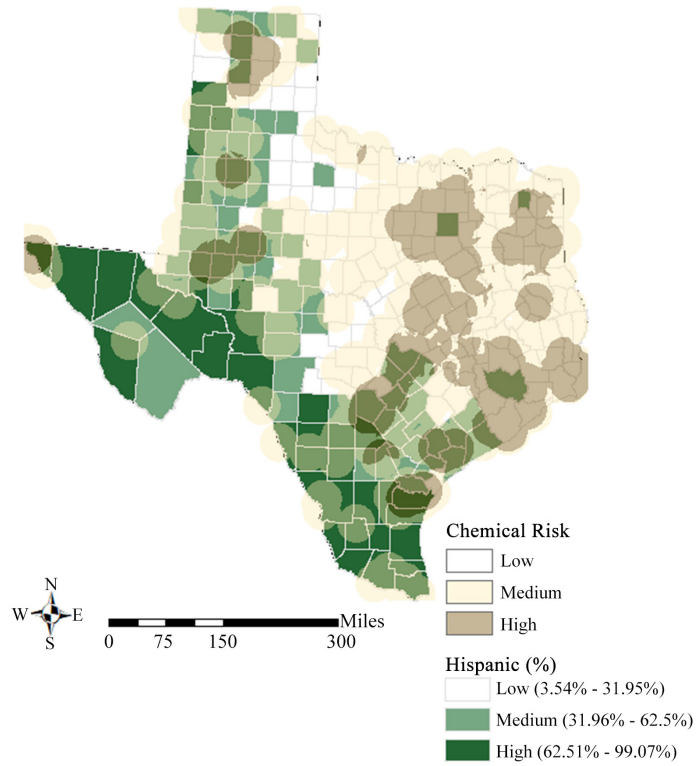 Chemical Risk
Low
Medium
High
N
W E
S
Miles
0 75 150 300
Hispanic (%)
Low (3.54% - 31.95%)
Medium (31.96% - 62.5%)
High (62.51% - 99.07%)